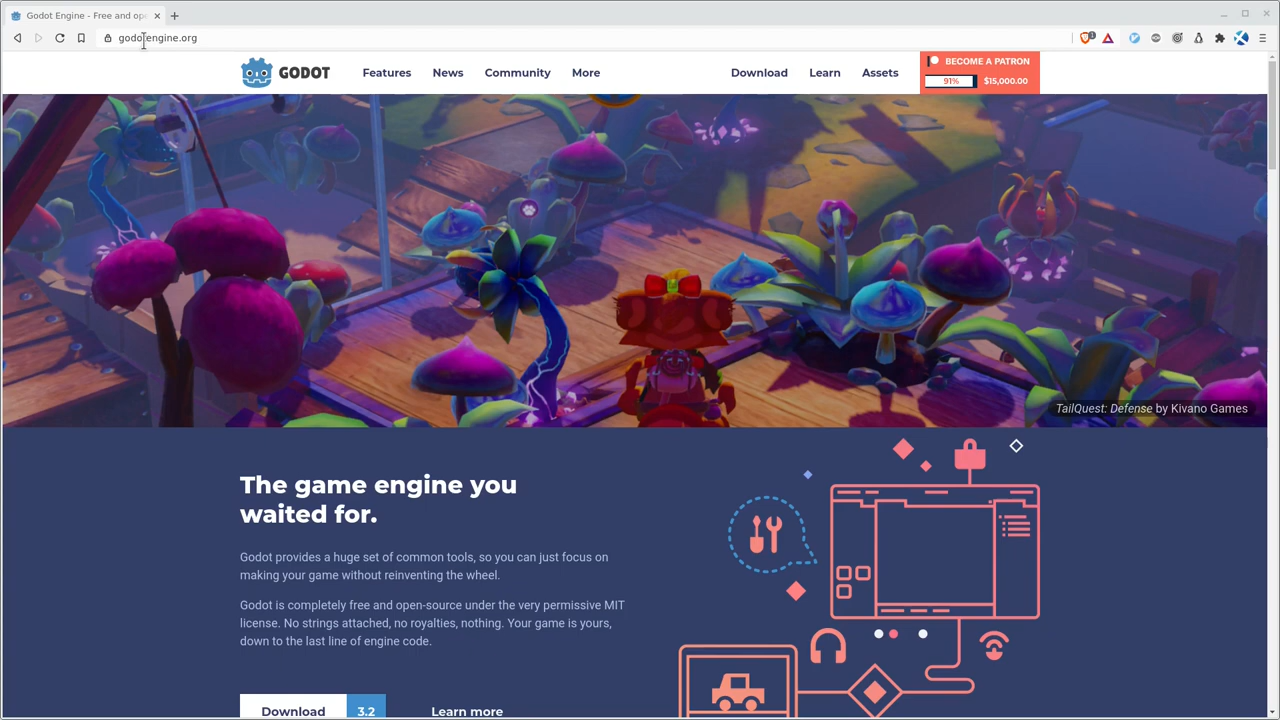 Godot Engine - Free and ope
godotengine.org
1
GODOT
Features
News
Community
More
Download
Learn
Assets
BECOME A PATRON
91%
$15,000.00
TailQuest: Defense by Kivano Games
The game engine you
waited for.
Godot provides a huge set of common tools, so you can just focus on
making your game without reinventing the wheel.
Godot is completely free and open-source under the very permissive MIT
license. No strings attached, no royalties, nothing. Your game is yours,
down to the last line of engine code.
Download
3.2
Learn more